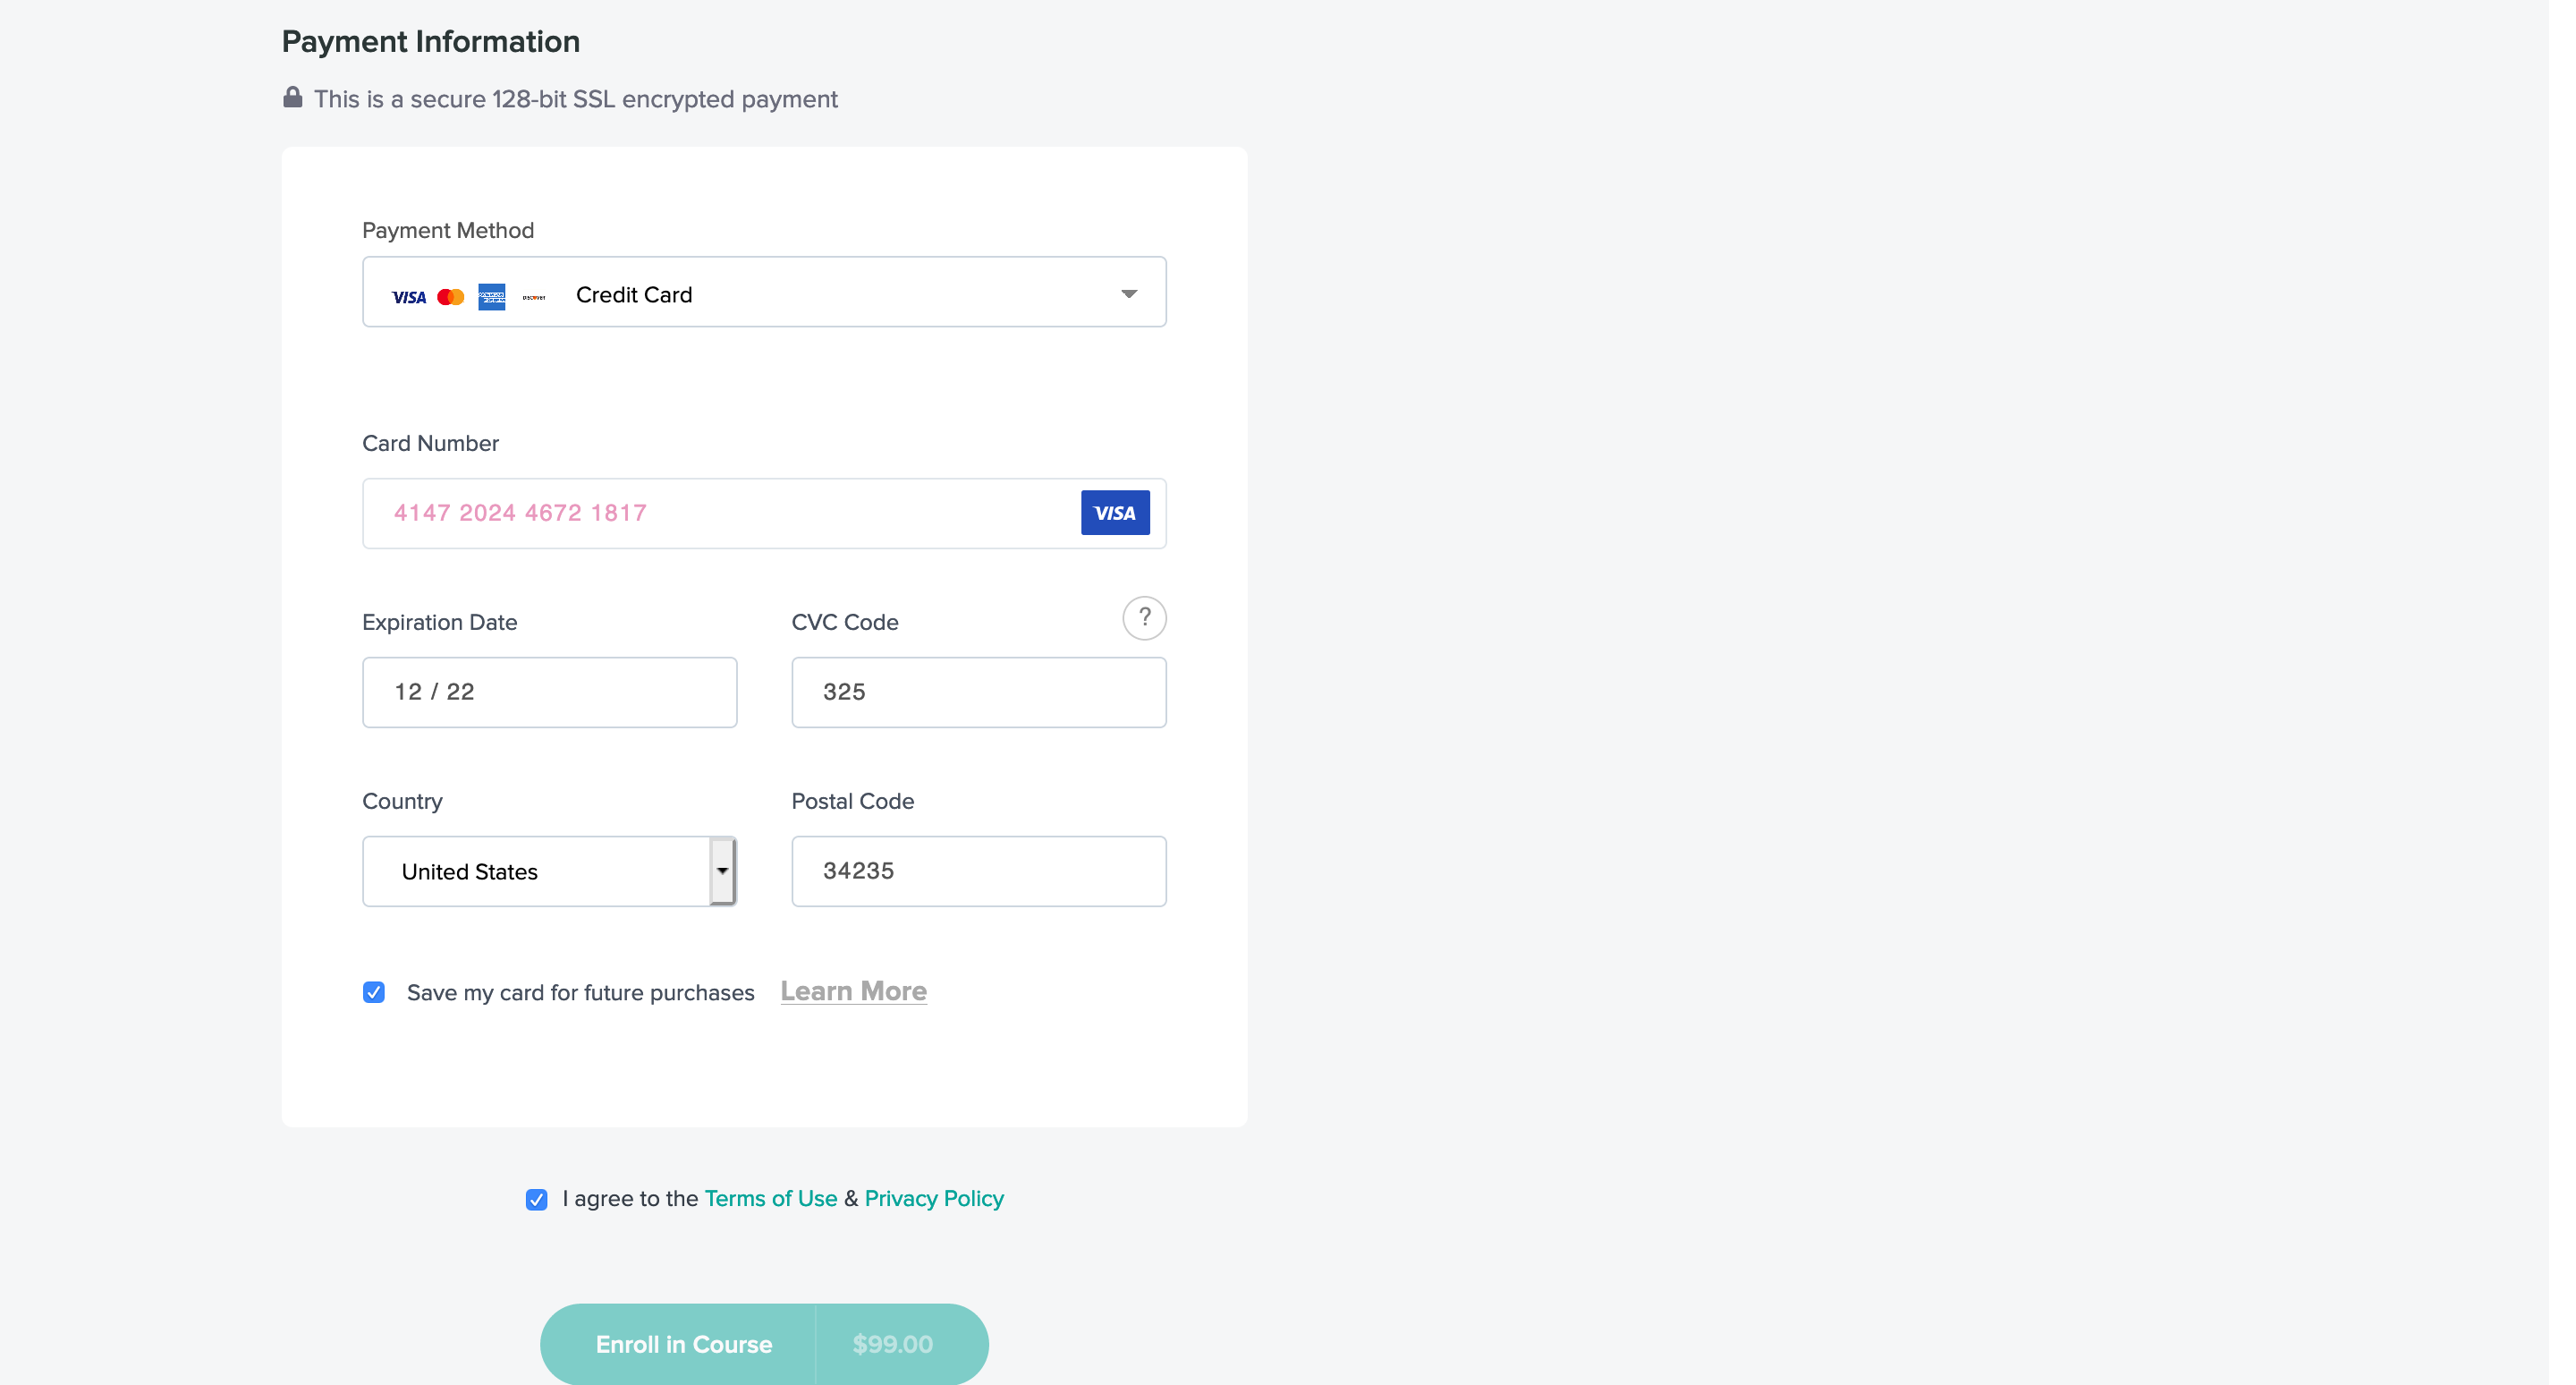 Payment Information
This is a secure 128-bit SSL encrypted payment
Payment Method
VISA DISCOVER Credit Card
Card Number
4147 2024 4672 1817 VISA
Expiration Date CVC Code ?
12 / 22 325
Country Postal Code
United States 34235
Save my card for future purchases Learn More
I agree to the Terms of Use & Privacy Policy
Enroll in Course $99.00